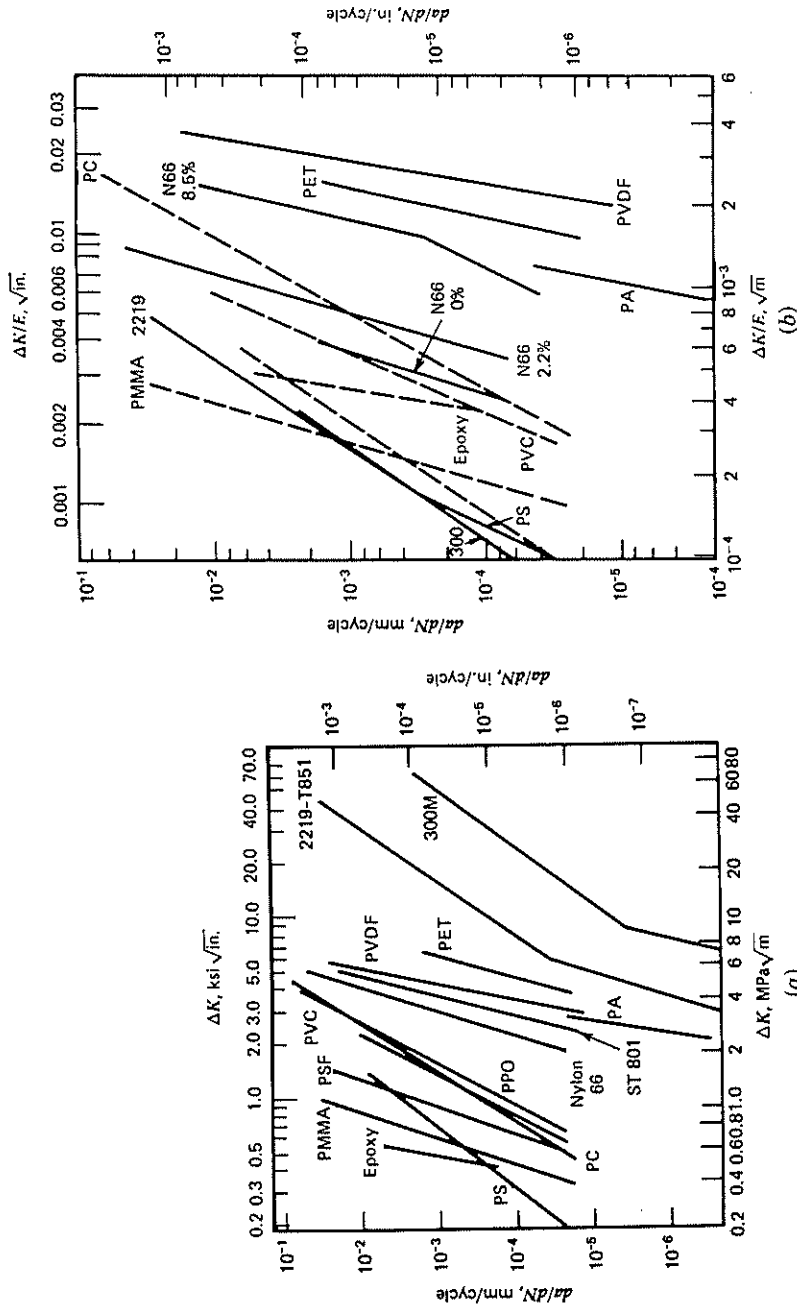 ΔK, ksi √in.
0.2 0.3 0.5 1.0 2.0 3.0 5.0 10.0 20.0 40.0 70.0
da/dN, mm/cycle
10⁻¹
10⁻²
10⁻³
10⁻⁴
10⁻⁵
10⁻⁶
da/dN, in./cycle
10⁻³
10⁻⁴
10⁻⁵
10⁻⁶
10⁻⁷
2219-T851
300M
PVDF
PET
PVC
PSF
PMMA
Epoxy
PS
PC
PPO
Nylon
66
ST 801
PA
0.2 0.4 0.60.81.0 2 4 6 8 10 20 40 6080
ΔK, MPa√m
(a)
ΔK/E, √in.
0.001 0.002 0.004 0.006 0.01 0.02 0.03
da/dN, mm/cycle
10⁻¹
10⁻²
10⁻³
10⁻⁴
10⁻⁵
10⁻⁴
da/dN, in./cycle
10⁻³
10⁻⁴
10⁻⁵
10⁻⁶
PMMA
2219
N66
8.5%
PC
PET
PVDF
PA
N66
0%
N66
2.2%
Epoxy
PVC
PS
300
10⁻⁴ 2 4 6 8 10⁻³ 2 4 6
ΔK/E, √m
(b)